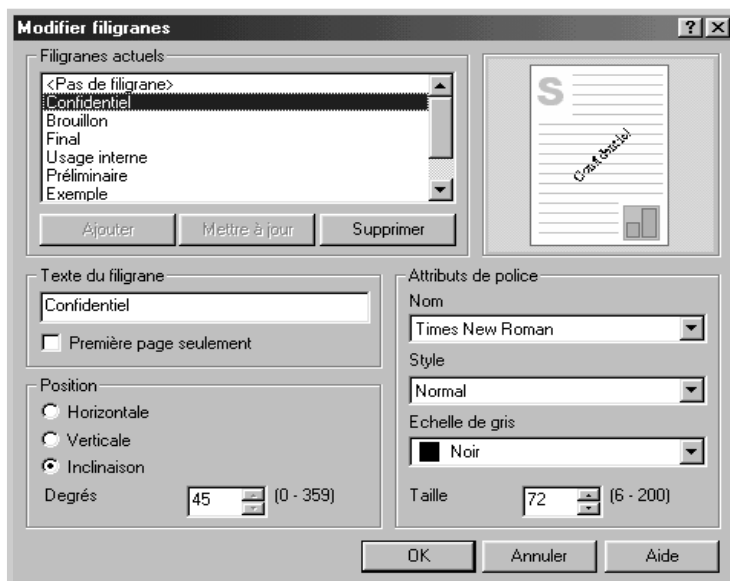 Modifier filigranes
Filigranes actuels
<Pas de filigrane>
Confidentiel
Brouillon
Final
Usage interne
Préliminaire
Exemple
Ajouter
Mettre à jour
Supprimer
S
Confidentiel
Texte du filigrane
Confidentiel
Première page seulement
Position
Horizontale
Verticale
Inclinaison
Degrés 45 (0 - 359)
Attributs de police
Nom
Times New Roman
Style
Normal
Echelle de gris
Noir
Taille 72 (6 - 200)
OK
Annuler
Aide